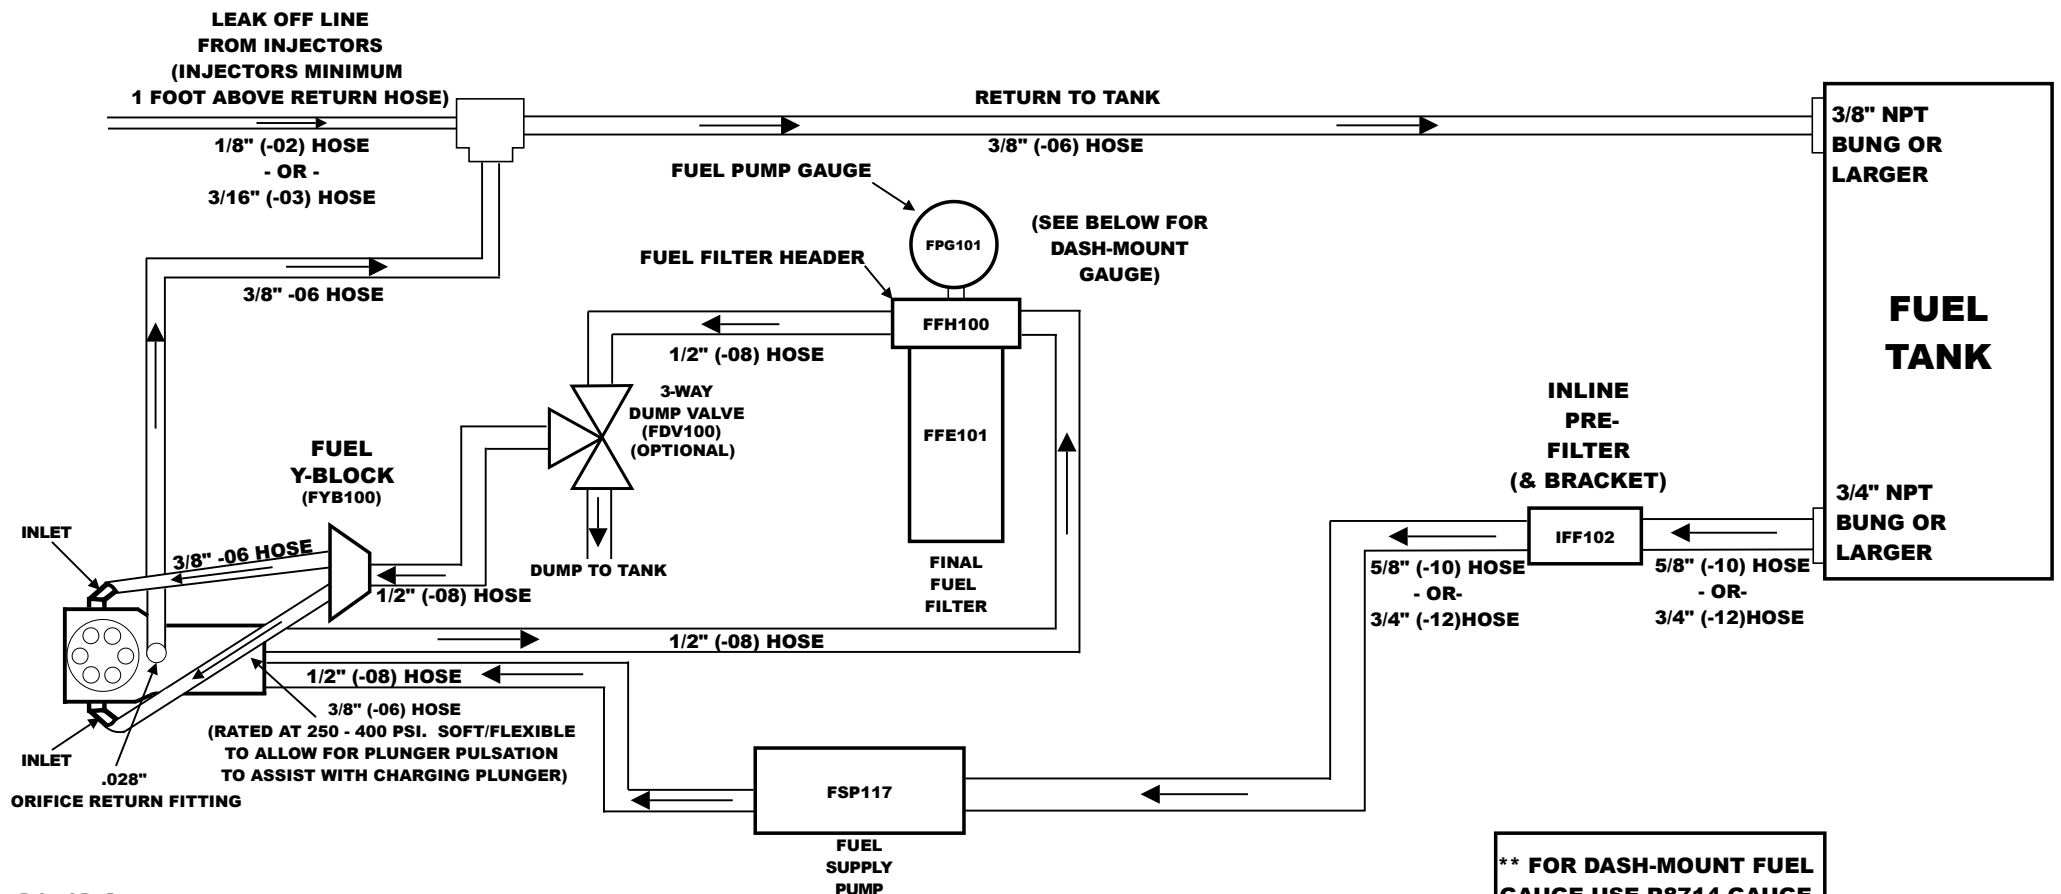 LEAK OFF LINE
FROM INJECTORS
(INJECTORS MINIMUM
1 FOOT ABOVE RETURN HOSE)
1/8" (-02) HOSE
- OR -
3/16" (-03) HOSE
RETURN TO TANK
3/8" (-06) HOSE
3/8" NPT
BUNG OR
LARGER
FUEL PUMP GAUGE
FPG101
(SEE BELOW FOR
DASH-MOUNT
GAUGE)
FUEL FILTER HEADER
3/8" -06 HOSE
FFH100
1/2" (-08) HOSE
FUEL
TANK
3-WAY
DUMP VALVE
(FDV100)
(OPTIONAL)
FFE101
INLINE
PRE-
FILTER
(& BRACKET)
FUEL
Y-BLOCK
(FYB100)
3/4" NPT
BUNG OR
LARGER
INLET
3/8" -06 HOSE
IFF102
DUMP TO TANK
FINAL
FUEL
FILTER
5/8" (-10) HOSE
- OR-
3/4" (-12)HOSE
5/8" (-10) HOSE
- OR-
3/4" (-12)HOSE
1/2" (-08) HOSE
1/2" (-08) HOSE
1/2" (-08) HOSE
3/8" (-06) HOSE
(RATED AT 250 - 400 PSI. SOFT/FLEXIBLE
TO ALLOW FOR PLUNGER PULSATION
TO ASSIST WITH CHARGING PLUNGER)
INLET
.028"
ORIFICE RETURN FITTING
FSP117
FUEL
SUPPLY
PUMP
** FOR DASH-MOUNT FUEL
GAUGE USE P8714 GAUGE